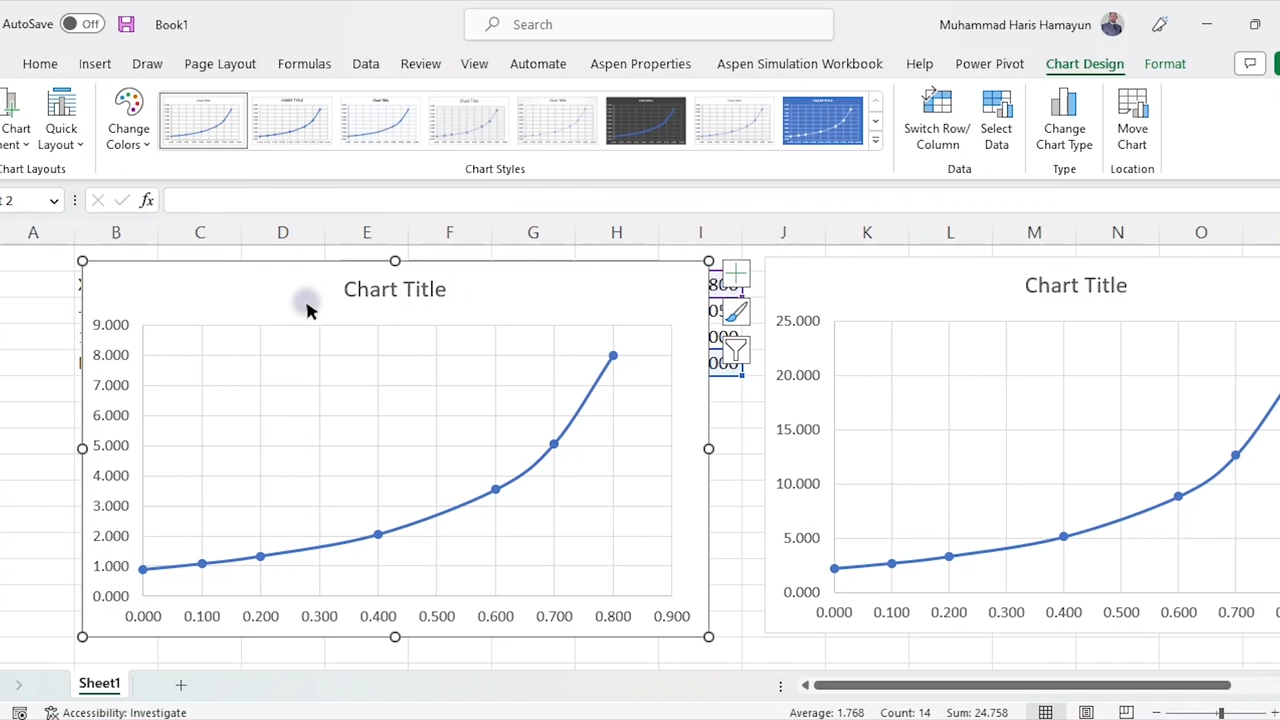 AutoSave Off Book1 Search Muhammad Haris Hamayun
Home Insert Draw Page Layout Formulas Data Review View Automate Aspen Properties Aspen Simulation Workbook Help Power Pivot Chart Design Format
Chart Quick Change Switch Row/ Select Change Move
ment Layout Colors Column Data Chart Type Chart
Chart Layouts Chart Styles Data Type Location
t 2 fx
A B C D E F G H I J K L M N O
Chart Title
9.000
8.000
7.000
6.000
5.000
4.000
3.000
2.000
1.000
0.000
0.000 0.100 0.200 0.300 0.400 0.500 0.600 0.700 0.800 0.900
Chart Title
25.000
20.000
15.000
10.000
5.000
0.000
0.000 0.100 0.200 0.300 0.400 0.500 0.600 0.700
Sheet1
Accessibility: Investigate Average: 1.768 Count: 14 Sum: 24.758